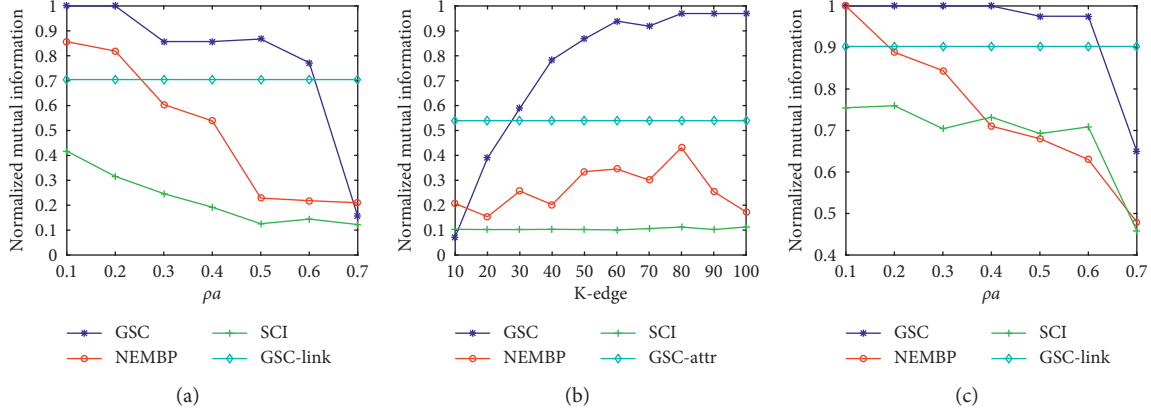 Normalized mutual information
1
0.9
0.8
0.7
0.6
0.5
0.4
0.3
0.2
0.1
0
0.1 0.2 0.3 0.4 0.5 0.6 0.7
ρa
GSC
NEMBP
SCI
GSC-link
(a)
Normalized mutual information
1
0.9
0.8
0.7
0.6
0.5
0.4
0.3
0.2
0.1
0
10 20 30 40 50 60 70 80 90 100
K-edge
GSC
NEMBP
SCI
GSC-attr
(b)
Normalized mutual information
1
0.9
0.8
0.7
0.6
0.5
0.4
0.1 0.2 0.3 0.4 0.5 0.6 0.7
ρa
GSC
NEMBP
SCI
GSC-link
(c)